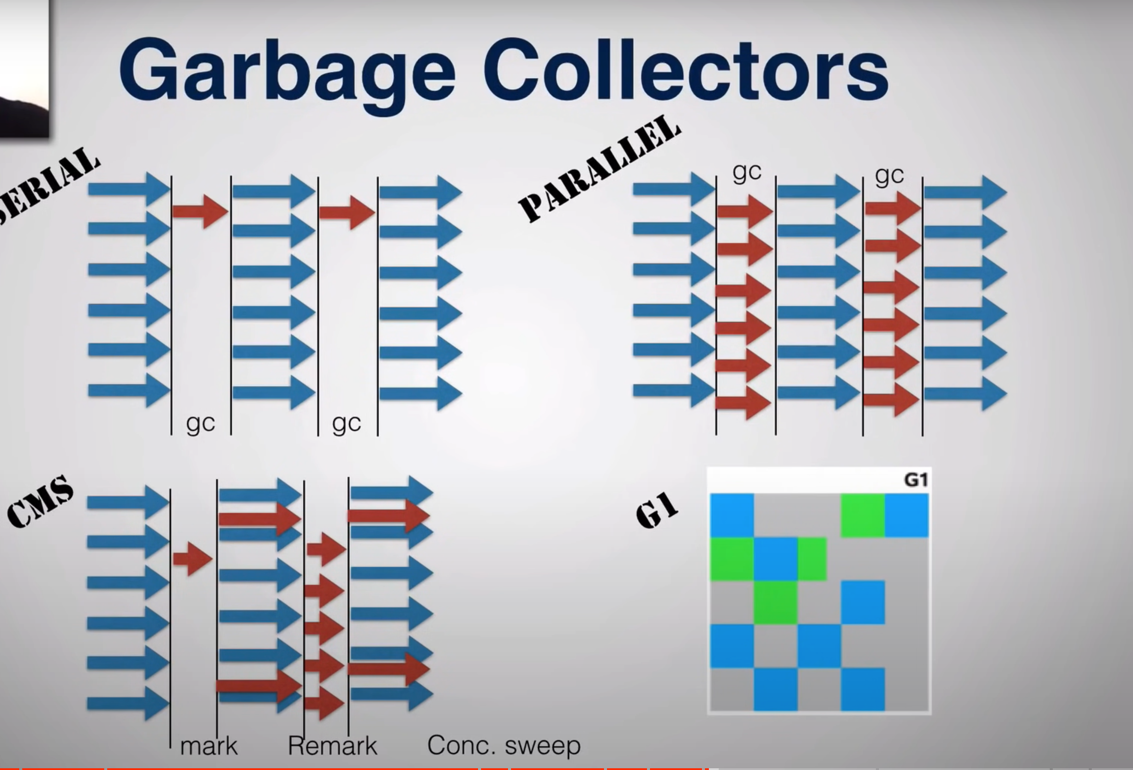 Garbage Collectors
SERIAL
gc
gc
PARALLEL
gc
gc
CMS
mark
Remark
Conc. sweep
G1
G1